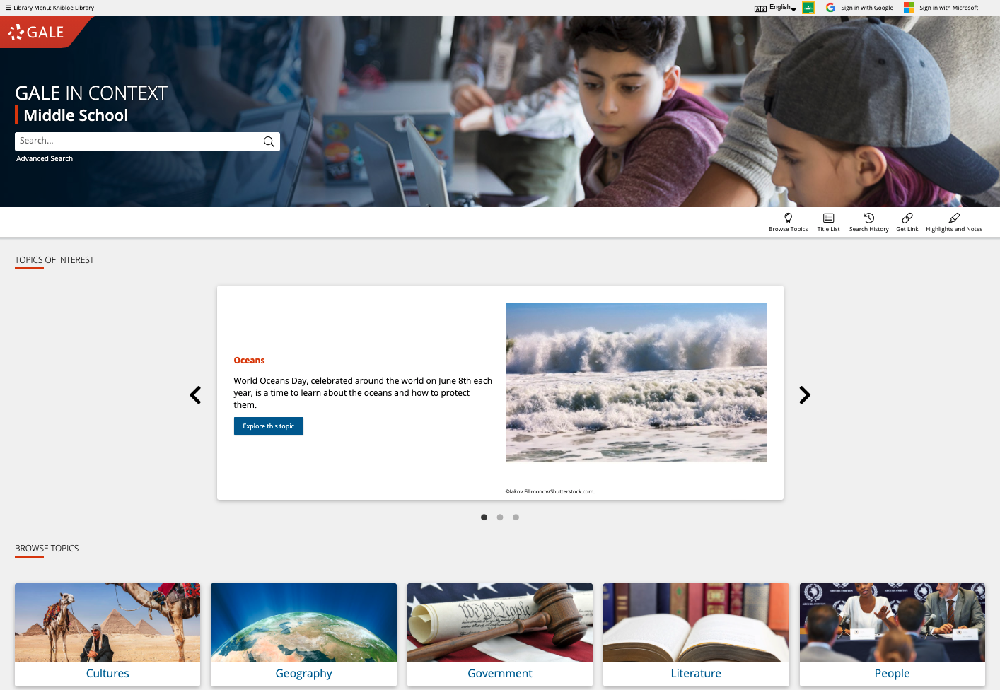 Library Menu: Knibloe Library
English
Sign in with Google
Sign in with Microsoft
GALE
GALE IN CONTEXT
Middle School
Search...
Advanced Search
Browse Topics
Title List
Search History
Get Link
Highlights and Notes
TOPICS OF INTEREST
Oceans
World Oceans Day, celebrated around the world on June 8th each
year, is a time to learn about the oceans and how to protect
them.
Explore this topic
©Iakov Filimonov/Shutterstock.com.
BROWSE TOPICS
We the People
Cultures
Geography
Government
Literature
People